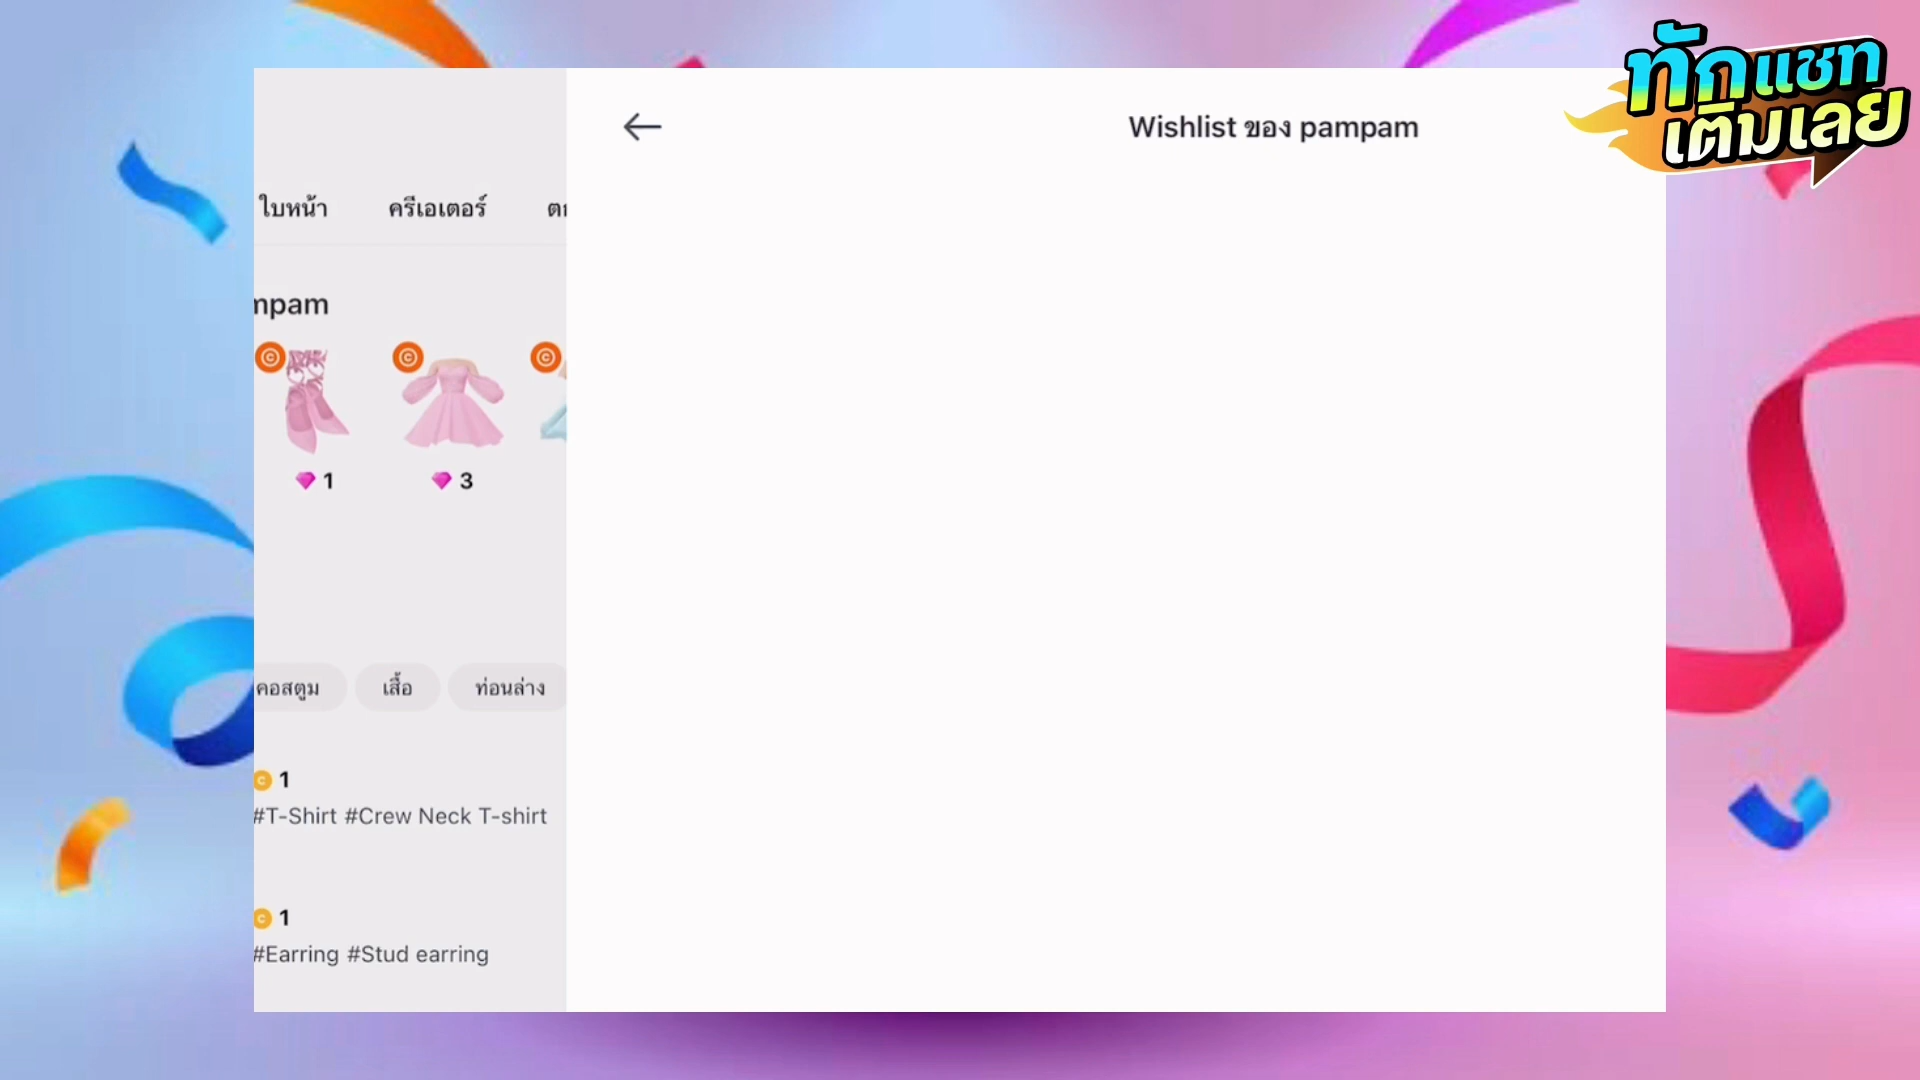 ทักแชท
เติมเลย
Wishlist ของ pampam
ใบหน้า ครีเอเตอร์
mpam
1 3
คอสตูม เสื้อ ท่อนล่าง
1
#T-Shirt #Crew Neck T-shirt
1
#Earring #Stud earring